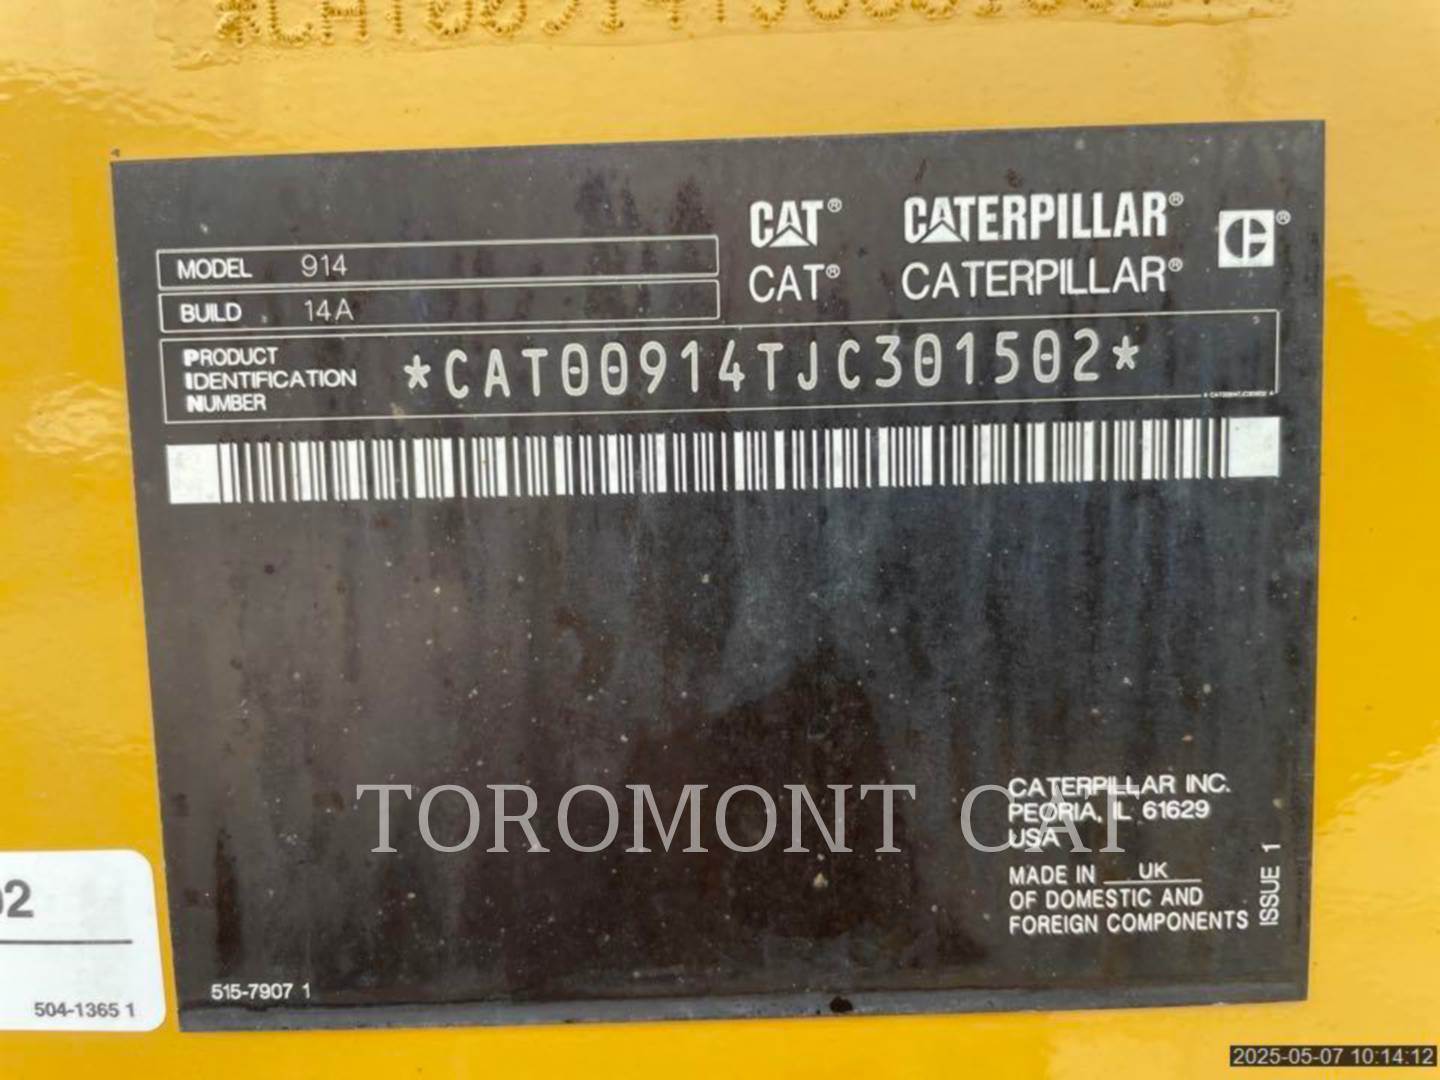 CAT® CATERPILLAR®
CAT® CATERPILLAR®
MODEL 914
BUILD 14A
PRODUCT
IDENTIFICATION
NUMBER
*CAT00914TJC301502*
TOROMONT CAT
CATERPILLAR INC.
PEORIA, IL 61629
USA
MADE IN UK
OF DOMESTIC AND
FOREIGN COMPONENTS
ISSUE 1
515-7907 1
02
504-1365 1
2025-05-07 10:14:12